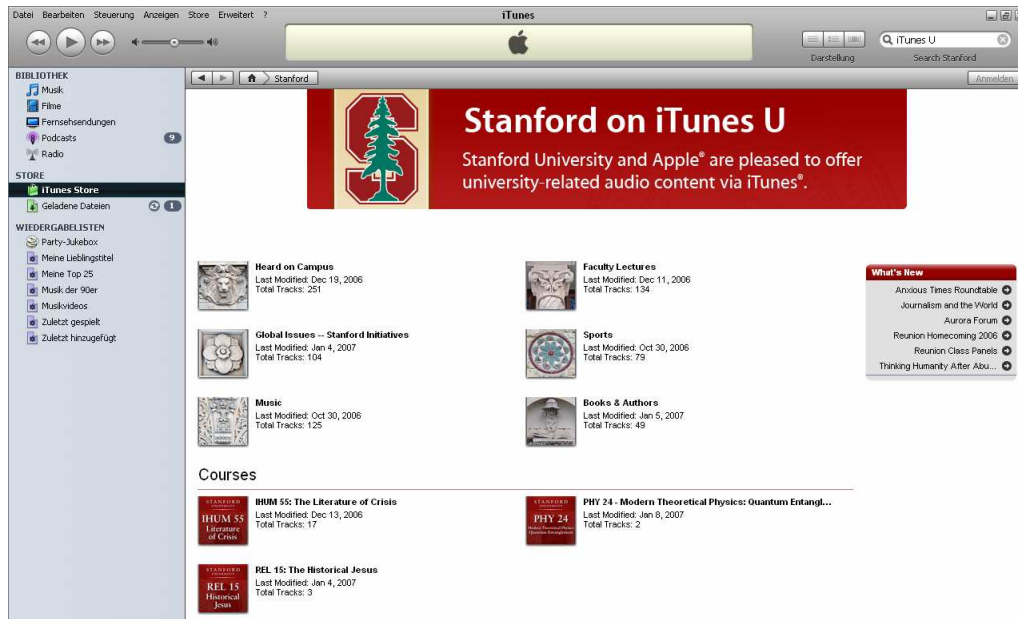 Datei Bearbeiten Steuerung Anzeigen Store Erweitert ?
iTunes
iTunes U
Darstellung
Search Stanford
BIBLIOTHEK
Musik
Filme
Fernsehsendungen
Podcasts 9
Radio
STORE
iTunes Store
Geladene Dateien 1
WIEDERGABELISTEN
Party-Jukebox
Meine Lieblingstitel
Meine Top 25
Musik der 90er
Musikvideos
Zuletzt gespielt
Zuletzt hinzugefügt
Stanford
Anmelden
Stanford on iTunes U
Stanford University and Apple® are pleased to offer
university-related audio content via iTunes®.
Heard on Campus
Last Modified: Dec 19, 2006
Total Tracks: 251
Faculty Lectures
Last Modified: Dec 11, 2006
Total Tracks: 134
Global Issues -- Stanford Initiatives
Last Modified: Jan 4, 2007
Total Tracks: 104
Sports
Last Modified: Oct 30, 2006
Total Tracks: 79
Music
Last Modified: Oct 30, 2006
Total Tracks: 125
Books & Authors
Last Modified: Jan 5, 2007
Total Tracks: 49
What's New
Anxious Times Roundtable
Journalism and the World
Aurora Forum
Reunion Homecoming 2006
Reunion Class Panels
Thinking Humanity After Abu...
Courses
STANFORD
UNIVERSITY
IHUM 55
Literature
of Crisis
IHUM 55: The Literature of Crisis
Last Modified: Dec 13, 2006
Total Tracks: 17
STANFORD
UNIVERSITY
PHY 24
Modern Theoretical Physics:
Quantum Entanglement
PHY 24 - Modern Theoretical Physics: Quantum Entangl...
Last Modified: Jan 8, 2007
Total Tracks: 2
STANFORD
UNIVERSITY
REL 15
Historical
Jesus
REL 15: The Historical Jesus
Last Modified: Jan 4, 2007
Total Tracks: 3